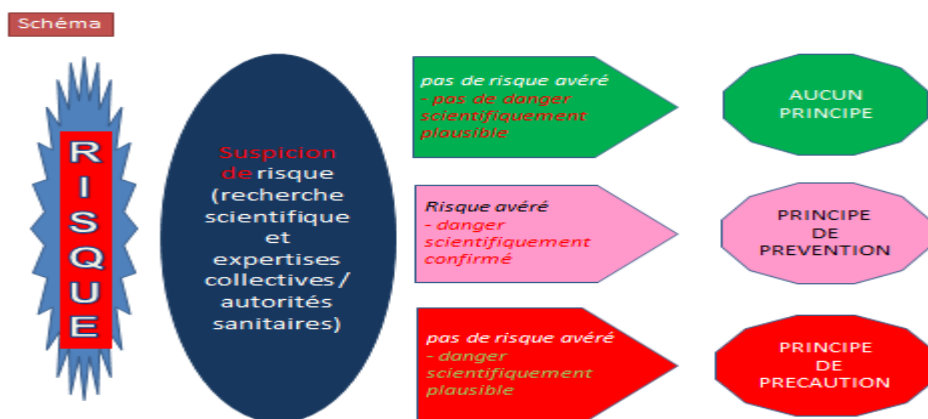 Schéma
RISQUE
Suspicion
de risque
(recherche
scientifique
et
expertises
collectives /
autorités
sanitaires)
pas de risque avéré
- pas de danger
scientifiquement
plausible
AUCUN
PRINCIPE
Risque avéré
- danger
scientifiquement
confirmé
PRINCIPE
DE
PREVENTION
pas de risque avéré
- danger
scientifiquement
plausible
PRINCIPE
DE
PRECAUTION